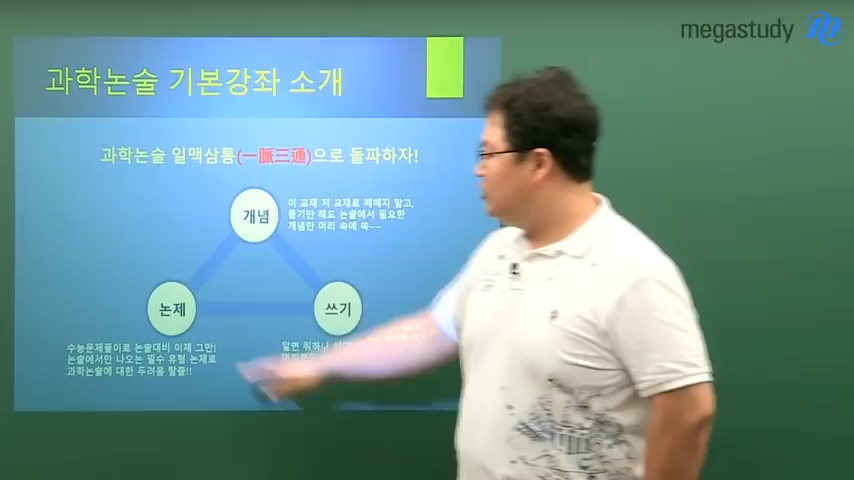 megastudy
과학논술 기본강좌 소개
과학논술 일맥삼통(一脈三通)으로 돌파하자!
개념
이 교재 저 교재로 헤매지 말고,
풀기만 해도 논술에서 필요한
개념만 머리 속에 쏙~~
논제
수능문제풀이로 논술대비 이제 그만!
논술에서만 나오는 필수 유형 논제로
과학논술에 대한 두려움 탈출!!
쓰기
알면 뭐하나